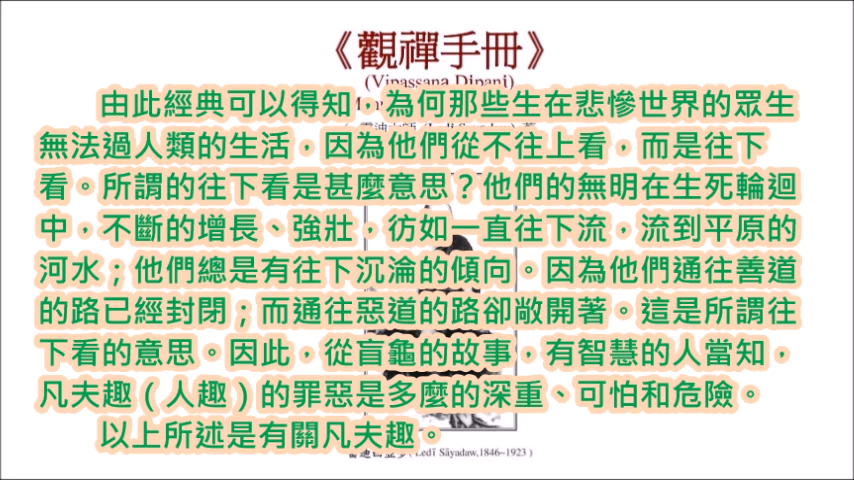 《觀禪手冊》
(Vipassana Dipani)
由此經典可以得知，為何那些生在悲慘世界的眾生
無法過人類的生活，因為他們從不往上看，而是往下
看。所謂的往下看是甚麼意思？他們的無明在生死輪迴
中，不斷的增長、強壯，彷如一直往下流，流到平原的
河水；他們總是有往下沉淪的傾向。因為他們通往善道
的路已經封閉；而通往惡道的路卻敞開著。這是所謂往
下看的意思。因此，從盲龜的故事，有智慧的人當知，
凡夫趣（人趣）的罪惡是多麼的深重、可怕和危險。
以上所述是有關凡夫趣。
(Ledī Sāyadaw,1846–1923)